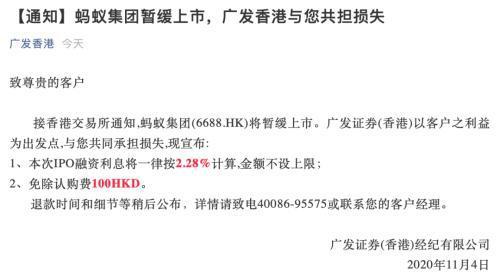 【通知】蚂蚁集团暂缓上市，广发香港与您共担损失
广发香港 今天
致尊贵的客户
接香港交易所通知,蚂蚁集团(6688.HK)将暂缓上市。广发证券(香港)以客户之利益
为出发点,与您共同承担损失,现宣布:
1、本次IPO融资利息将一律按2.28%计算,金额不设上限;
2、免除认购费100HKD。
退款时间和细节等稍后公布，详情请致电40086-95575或联系您的客户经理。
广发证券(香港)经纪有限公司
2020年11月4日